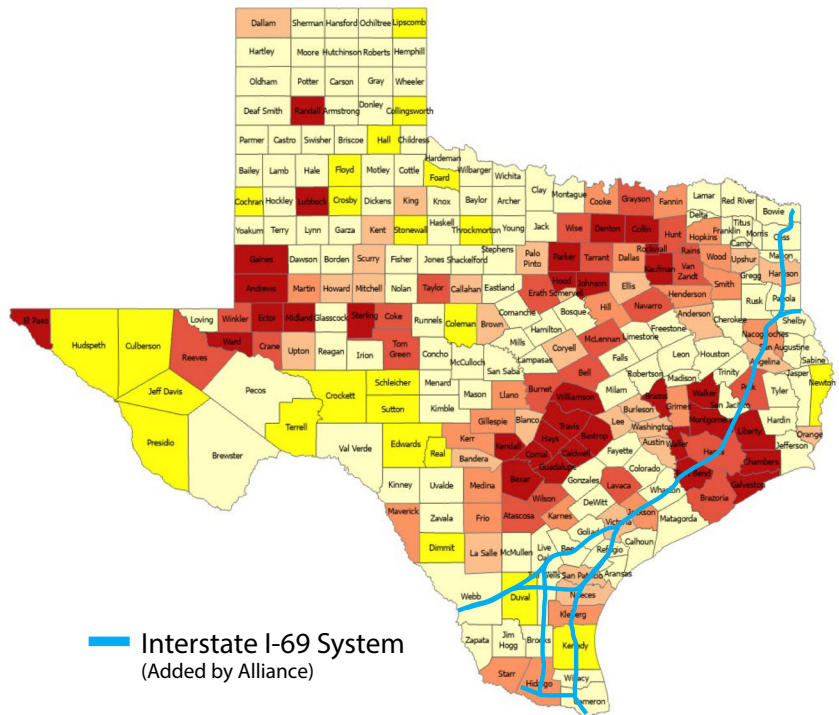 Dallam Sherman Hansford Ochiltree Lipscomb
Hartley Moore Hutchinson Roberts Hemphill
Oldham Potter Carson Gray Wheeler
Deaf Smith Randall Armstrong Donley Collingsworth
Parmer Castro Swisher Briscoe Hall Childress
Hardeman
Bailey Lamb Hale Floyd Motley Cottle Foard Wilbarger Wichita
Clay Montague Cooke Grayson Fannin Lamar Red River Bowie
Cochran Hockley Lubbock Crosby Dickens King Knox Baylor Archer
Delta Titus Morris Cass
Franklin Camp
Yoakum Terry Lynn Garza Kent Stonewall Haskell Throckmorton Young Jack Wise Denton Collin Hunt Hopkins
Rockwall Rains Wood Upshur Marion
Gaines Dawson Borden Scurry Fisher Jones Shackelford Stephens Palo Pinto Parker Tarrant Dallas Kaufman Van Zandt Gregg Harrison
Andrews Martin Howard Mitchell Nolan Taylor Callahan Eastland Erath Somervell Hood Johnson Ellis Henderson Smith Rusk Panola
El Paso Hudspeth Culberson Loving Winkler Ector Midland Glasscock Sterling Coke Runnels Coleman Brown Comanche Bosque Hill Navarro Anderson Cherokee Shelby
Nacogdoches San Augustine
Reeves Ward Crane Upton Reagan Irion Tom Green Concho McCulloch Mills Hamilton Coryell McLennan Limestone Freestone Angelina Sabine
Jeff Davis Pecos Crockett Schleicher Menard San Saba Lampasas Bell Falls Robertson Leon Houston Trinity Polk Jasper Newton
Presidio Brewster Terrell Sutton Kimble Mason Llano Burnet Williamson Milam Brazos Madison Walker San Jacinto Tyler
Val Verde Edwards Real Kerr Gillespie Blanco Travis Hays Bastrop Lee Burleson Grimes Washington Montgomery Liberty Hardin Orange
Bandera Kendall Comal Caldwell Guadalupe Fayette Austin Waller Harris Jefferson Chambers
Kinney Uvalde Medina Bexar Wilson Gonzales Lavaca Colorado Fort Bend Galveston
Maverick Zavala Frio Atascosa Karnes DeWitt Wharton Brazoria
Dimmit La Salle McMullen Live Oak Bee Goliad Victoria Jackson Matagorda
Refugio Calhoun
Webb Duval Jim Wells San Patricio Aransas
Nueces
Kleberg
Zapata Jim Hogg Brooks Kenedy
Starr Hidalgo Willacy
Cameron
Interstate I-69 System
(Added by Alliance)